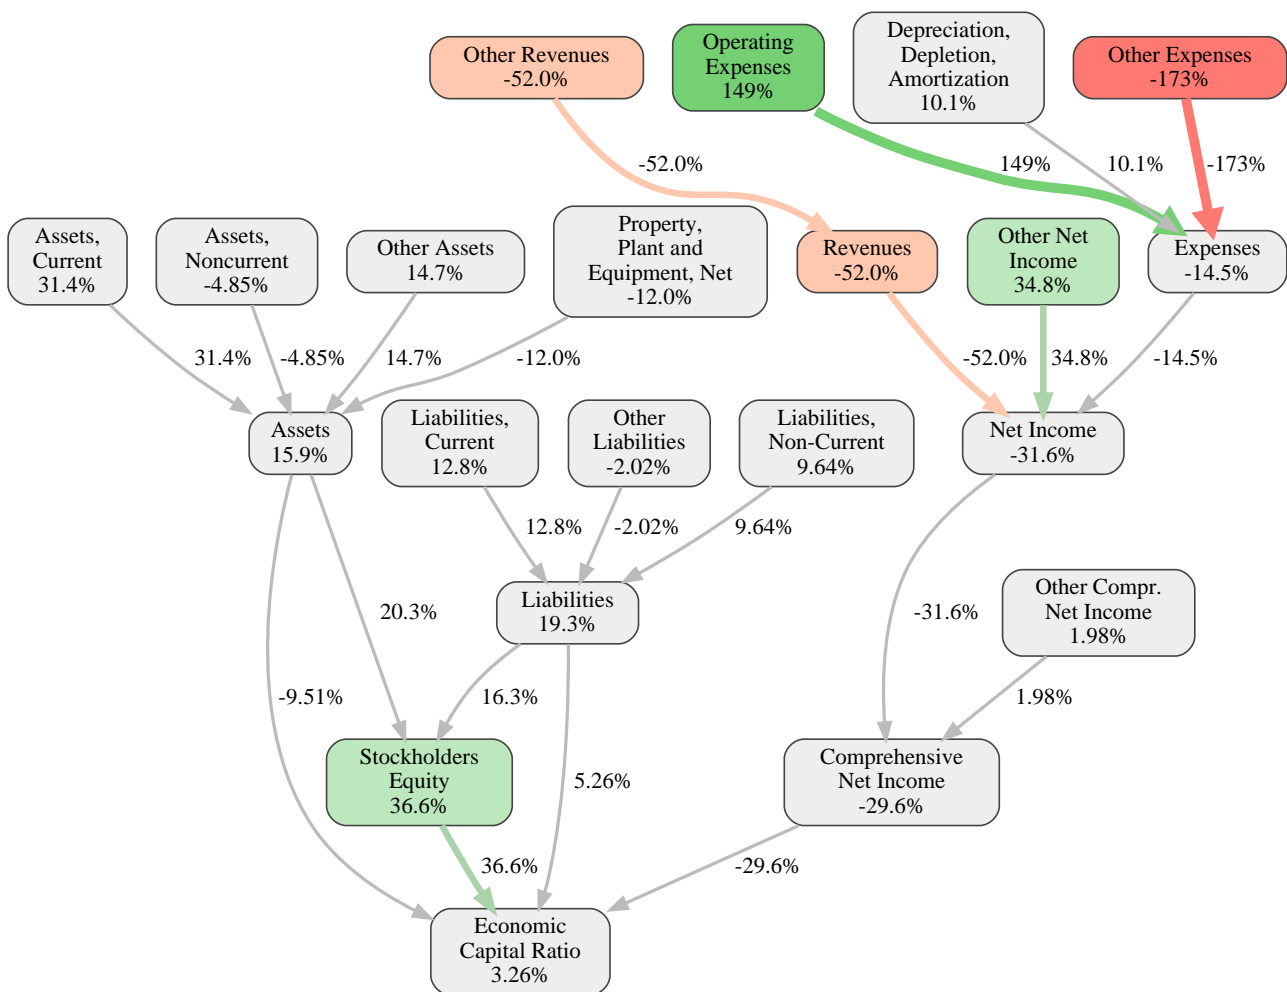 Other Revenues
-52.0%
Operating
Expenses
149%
Depreciation,
Depletion,
Amortization
10.1%
Other Expenses
-173%
-52.0%
149%
10.1%
-173%
Assets,
Current
31.4%
Assets,
Noncurrent
-4.85%
Other Assets
14.7%
Property,
Plant and
Equipment, Net
-12.0%
Revenues
-52.0%
Other Net
Income
34.8%
Expenses
-14.5%
31.4%
-4.85%
14.7%
-12.0%
-52.0%
34.8%
-14.5%
Assets
15.9%
Liabilities,
Current
12.8%
Other
Liabilities
-2.02%
Liabilities,
Non-Current
9.64%
Net Income
-31.6%
12.8%
-2.02%
9.64%
20.3%
Liabilities
19.3%
-31.6%
Other Compr.
Net Income
1.98%
-9.51%
16.3%
1.98%
Stockholders
Equity
36.6%
5.26%
Comprehensive
Net Income
-29.6%
36.6%
-29.6%
Economic
Capital Ratio
3.26%